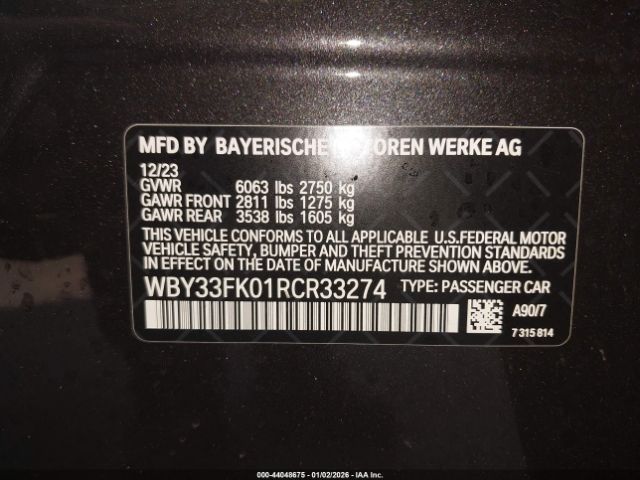 MFD BY BAYERISCHE OREN WERKE AG
12/23
GVWR 6063 lbs 2750 kg
GAWR FRONT 2811 lbs 1275 kg
GAWR REAR 3538 lbs 1605 kg
THIS VEHICLE CONFORMS TO ALL APPLICABLE U.S.FEDERAL MOTOR
VEHICLE SAFETY, BUMPER AND THEFT PREVENTION STANDARDS
IN EFFECT ON THE DATE OF MANUFACTURE SHOWN ABOVE.
WBY33FK01RCR33274 TYPE: PASSENGER CAR
A90/7
7 315 814
000-44048675 - 01/02/2026 - IAA Inc.